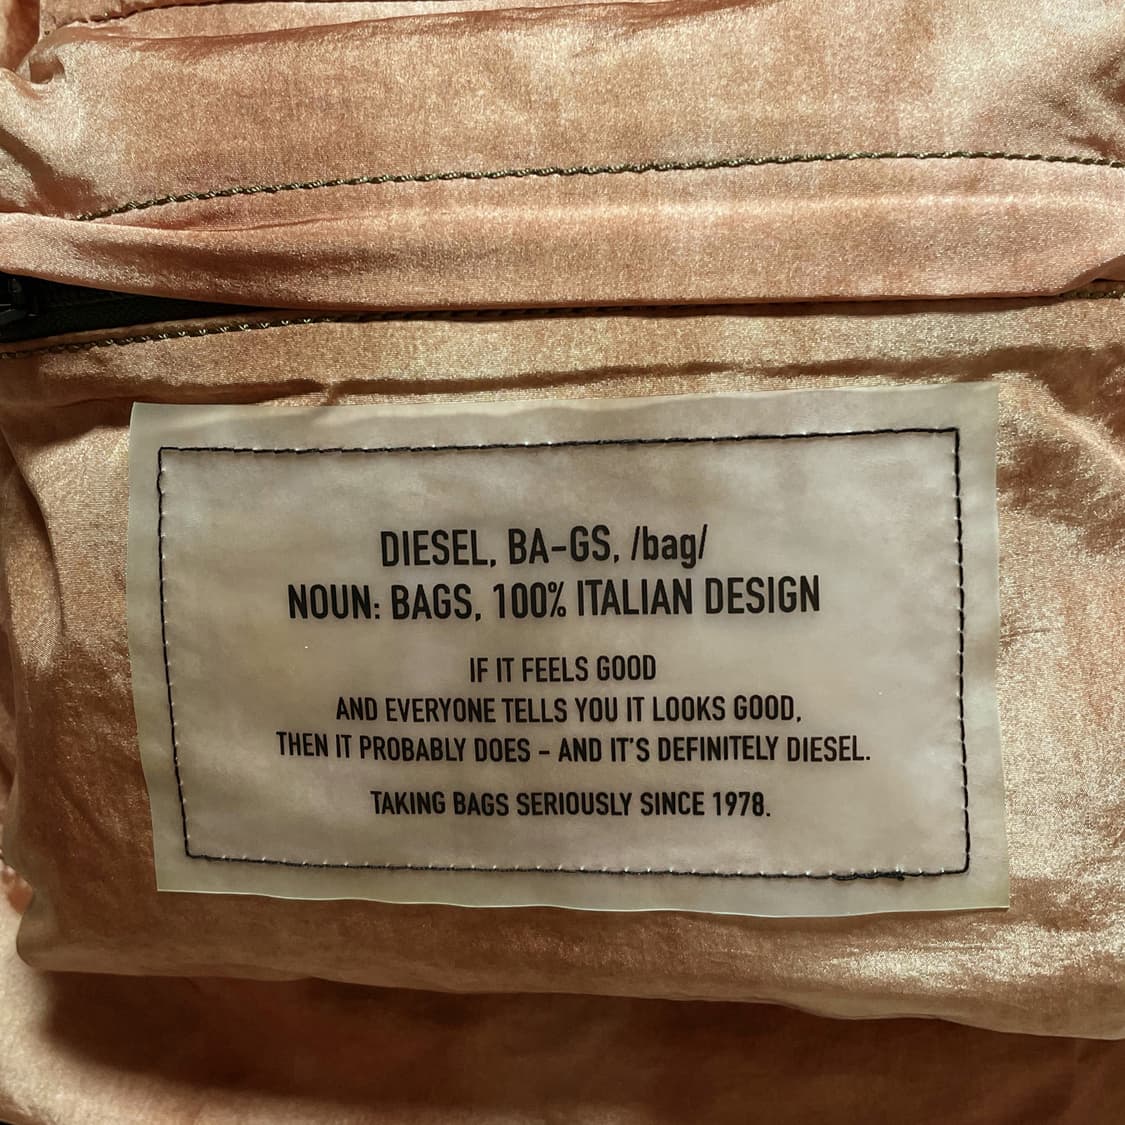 DIESEL, BA-GS, /bag/
NOUN: BAGS, 100% ITALIAN DESIGN
IF IT FEELS GOOD
AND EVERYONE TELLS YOU IT LOOKS GOOD,
THEN IT PROBABLY DOES - AND IT'S DEFINITELY DIESEL.
TAKING BAGS SERIOUSLY SINCE 1978.